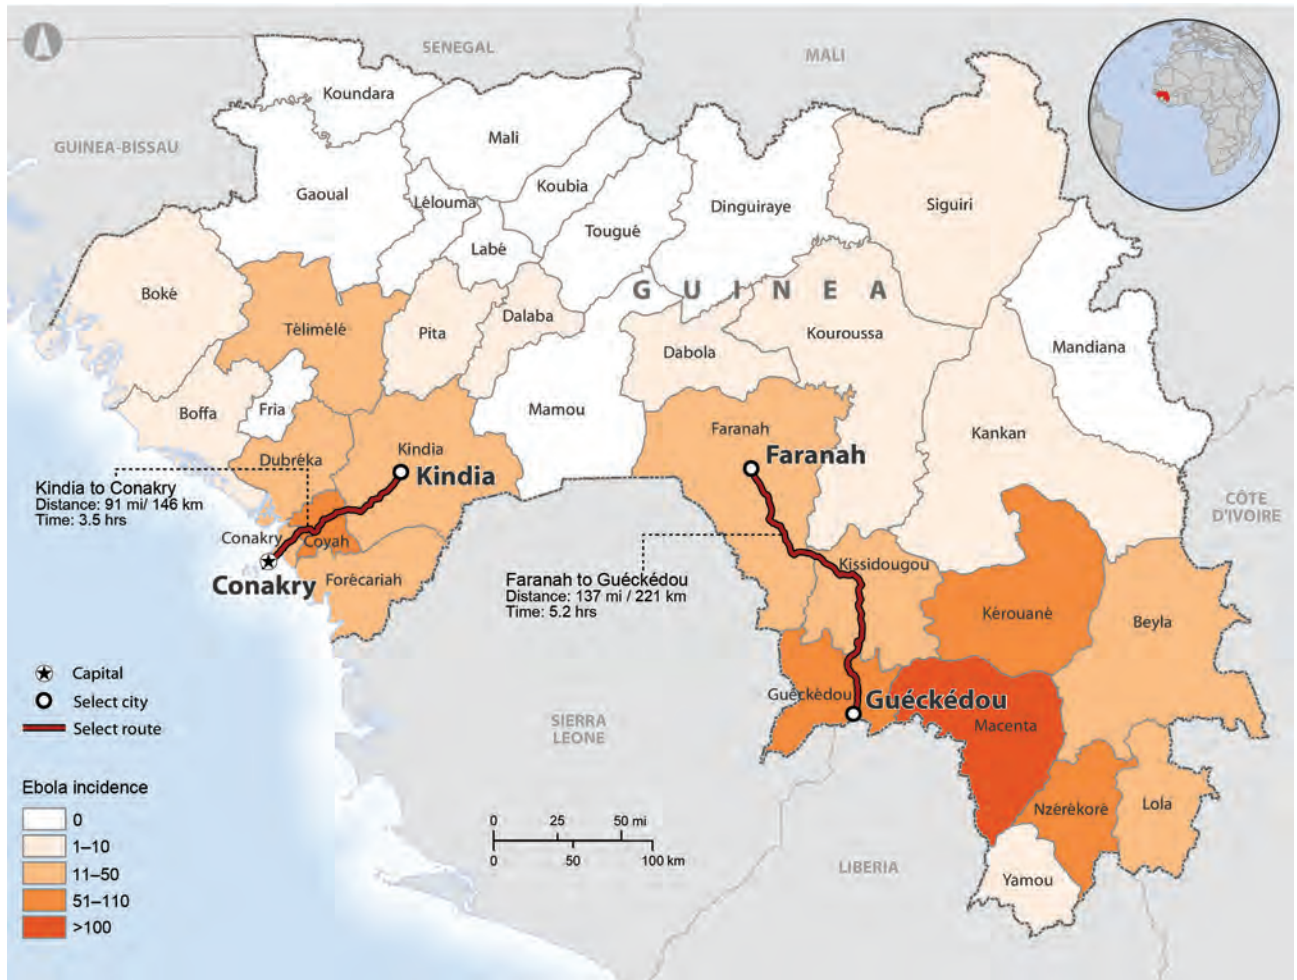 SENEGAL
MALI
GUINEA-BISSAU
Koundara
Mali
Gaoual
Lélouma
Koubia
Labé
Tougué
Dinguiraye
Siguiri
GUINEA
Boké
Télimélé
Pita
Dalaba
Dabola
Kouroussa
Mandiana
Boffa
Fria
Mamou
Kankan
Dubréka
Kindia
Kindia
Faranah
Faranah
CÔTE
D'IVOIRE
Kindia to Conakry
Distance: 91 mi/ 146 km
Time: 3.5 hrs
Conakry
Coyah
Conakry
Forécariah
Faranah to Guéckédou
Distance: 137 mi / 221 km
Time: 5.2 hrs
Kissidougou
Kérouané
Beyla
Guéckédou
Guéckédou
Macenta
SIERRA
LEONE
Nzérékoré
Lola
LIBERIA
Yamou
Capital
Select city
Select route
Ebola incidence
0
1–10
11–50
51–110
>100
0 25 50 mi
0 50 100 km